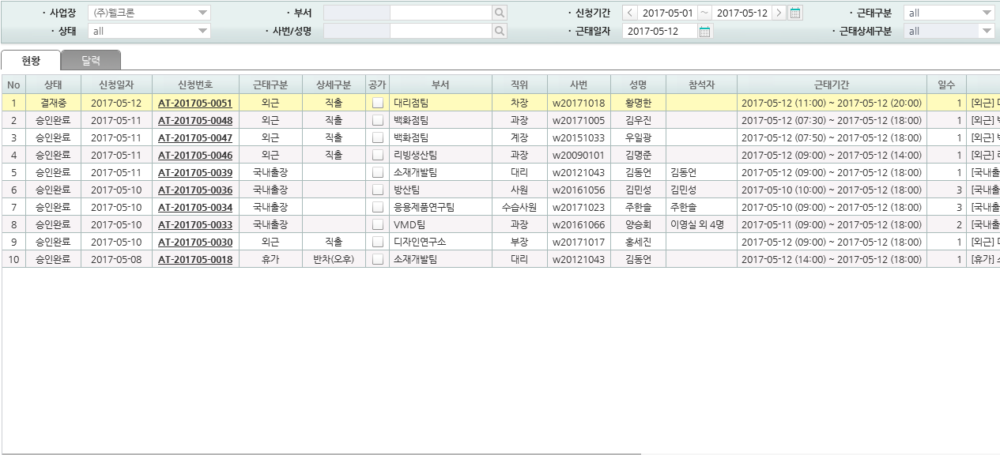 · 사업장 (주)웰크론 · 부서 · 신청기간 < 2017-05-01 ~ 2017-05-12 > · 근태구분 all
· 상태 all · 사번/성명 · 근태일자 2017-05-12 · 근태상세구분 all
현황 달력
No 상태 신청일자 신청번호 근태구분 상세구분 공가 부서 직위 사번 성명 참석자 근태기간 일수
1 결재중 2017-05-12 AT-201705-0051 외근 직출 대리점팀 차장 w20171018 황명한 2017-05-12 (11:00) ~ 2017-05-12 (20:00) 1 [외근]
2 승인완료 2017-05-11 AT-201705-0048 외근 직출 백화점팀 과장 w20171005 김우진 2017-05-12 (07:30) ~ 2017-05-12 (18:00) 1 [외근]
3 승인완료 2017-05-11 AT-201705-0047 외근 직출 백화점팀 계장 w20151033 우일광 2017-05-12 (07:50) ~ 2017-05-12 (18:00) 1 [외근]
4 승인완료 2017-05-11 AT-201705-0046 외근 직출 리빙생산팀 과장 w20090101 김명준 2017-05-12 (09:00) ~ 2017-05-12 (14:00) 1 [외근]
5 승인완료 2017-05-11 AT-201705-0039 국내출장 소재개발팀 대리 w20121043 김동언 김동언 2017-05-12 (09:00) ~ 2017-05-12 (18:00) 1 [국내출
6 승인완료 2017-05-10 AT-201705-0036 국내출장 방산팀 사원 w20161056 김민성 김민성 2017-05-10 (10:00) ~ 2017-05-12 (18:00) 3 [국내출
7 승인완료 2017-05-10 AT-201705-0034 국내출장 응용제품연구팀 수습사원 w20171023 주한솔 주한솔 2017-05-10 (09:00) ~ 2017-05-12 (18:00) 3 [국내출
8 승인완료 2017-05-10 AT-201705-0033 국내출장 VMD팀 과장 w20161066 양승희 이영실 외 4명 2017-05-11 (09:00) ~ 2017-05-12 (18:00) 2 [국내출
9 승인완료 2017-05-10 AT-201705-0030 외근 직출 디자인연구소 부장 w20171017 홍세진 2017-05-12 (09:00) ~ 2017-05-12 (18:00) 1 [외근]
10 승인완료 2017-05-08 AT-201705-0018 휴가 반차(오후) 소재개발팀 대리 w20121043 김동언 2017-05-12 (14:00) ~ 2017-05-12 (18:00) 1 [휴가]